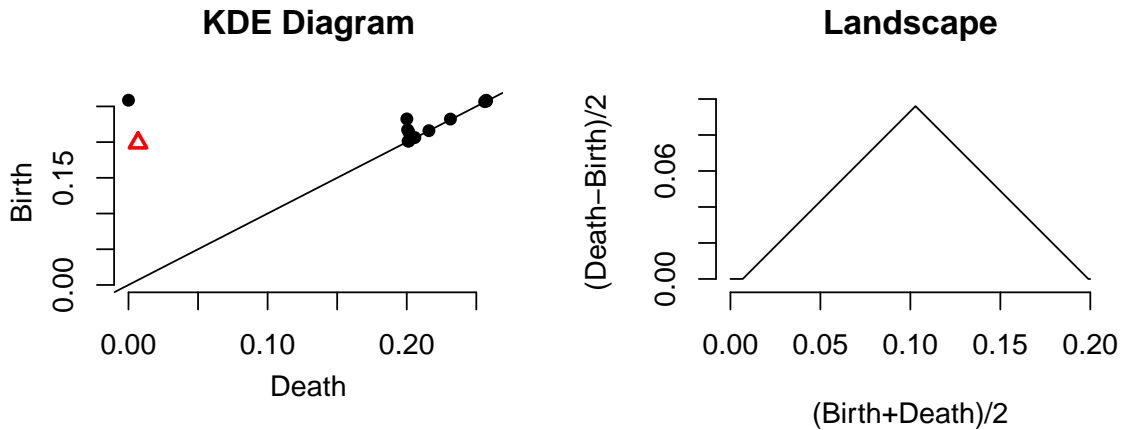 KDE Diagram
Birth
0.00
0.15
0.00
0.10
0.20
Death
Landscape
(Death−Birth)/2
0.00
0.06
0.00
0.05
0.10
0.15
0.20
(Birth+Death)/2